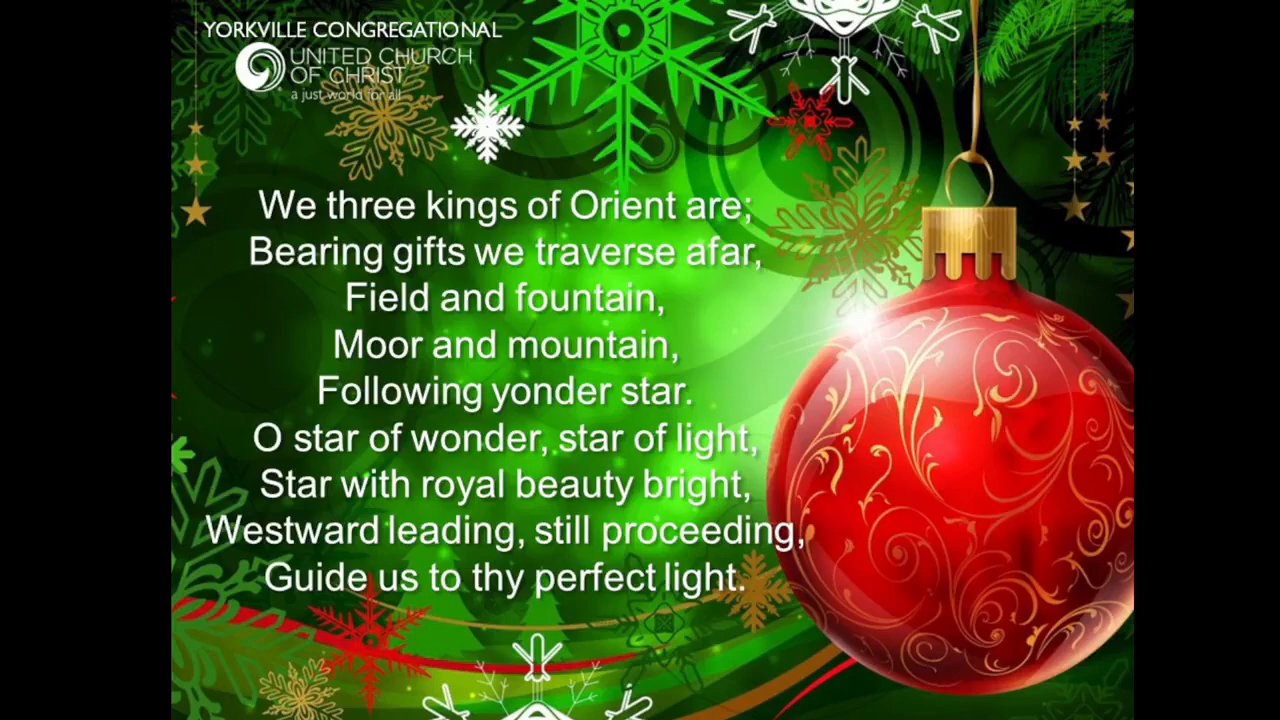 YORKVILLE CONGREGATIONAL
UNITED CHURCH
OF CHRIST
a just world for all
We three kings of Orient are;
Bearing gifts we traverse afar,
Field and fountain,
Moor and mountain,
Following yonder star.
O star of wonder, star of light,
Star with royal beauty bright,
Westward leading, still proceeding,
Guide us to thy perfect light.